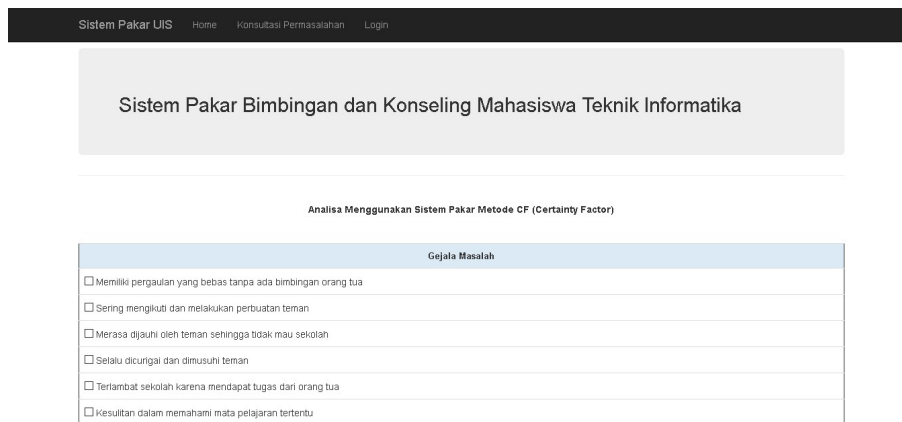 Sistem Pakar UIS Home Konsultasi Permasalahan Login
Sistem Pakar Bimbingan dan Konseling Mahasiswa Teknik Informatika
Analisa Menggunakan Sistem Pakar Metode CF (Certainty Factor)
Gejala Masalah
Memiliki pergaulan yang bebas tanpa ada bimbingan orang tua
Sering mengikuti dan melakukan perbuatan teman
Merasa dijauhi oleh teman sehingga tidak mau sekolah
Selalu dicurigai dan dimusuhi teman
Terlambat sekolah karena mendapat tugas dari orang tua
Kesulitan dalam memahami mata pelajaran tertentu